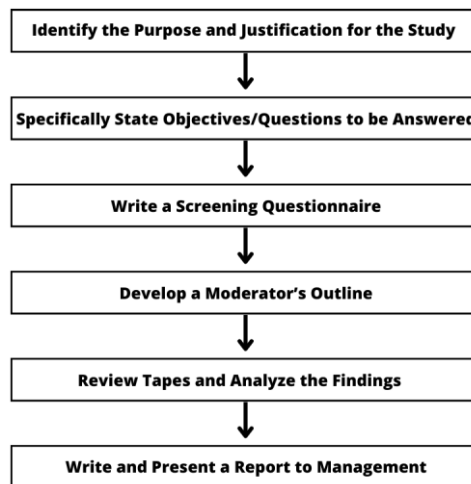 Identify the Purpose and Justification for the Study
Specifically State Objectives/Questions to be Answered
Write a Screening Questionnaire
Develop a Moderator’s Outline
Review Tapes and Analyze the Findings
Write and Present a Report to Management